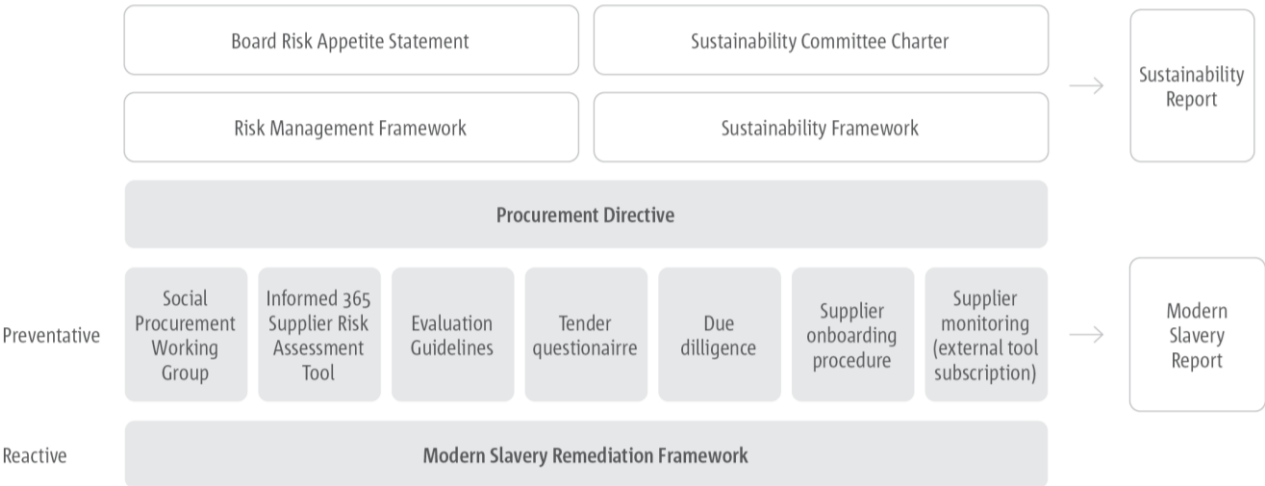 Board Risk Appetite Statement
Sustainability Committee Charter
Sustainability
Report
Risk Management Framework
Sustainability Framework
Procurement Directive
Preventative
Social
Procurement
Working
Group
Informed 365
Supplier Risk
Assessment
Tool
Evaluation
Guidelines
Tender
questionairre
Due
dilligence
Supplier
onboarding
procedure
Supplier
monitoring
(external tool
subscription)
Modern
Slavery
Report
Reactive
Modern Slavery Remediation Framework